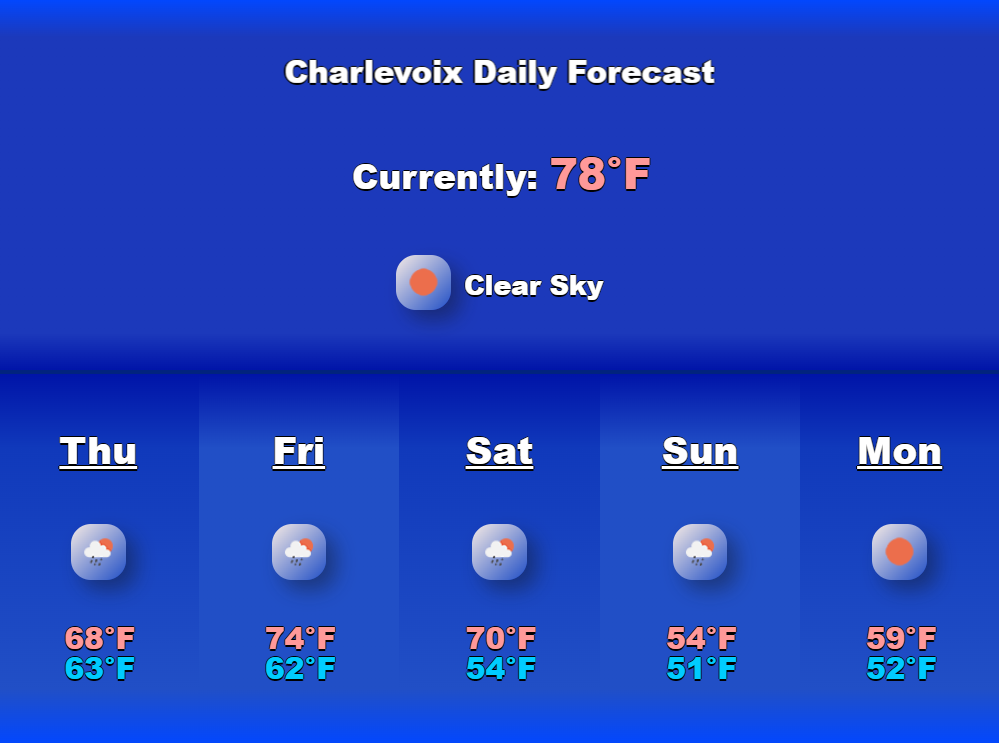 Charlevoix Daily Forecast
Currently: 78°F
Clear Sky
Thu Fri Sat Sun Mon
68°F 74°F 70°F 54°F 59°F
63°F 62°F 54°F 51°F 52°F